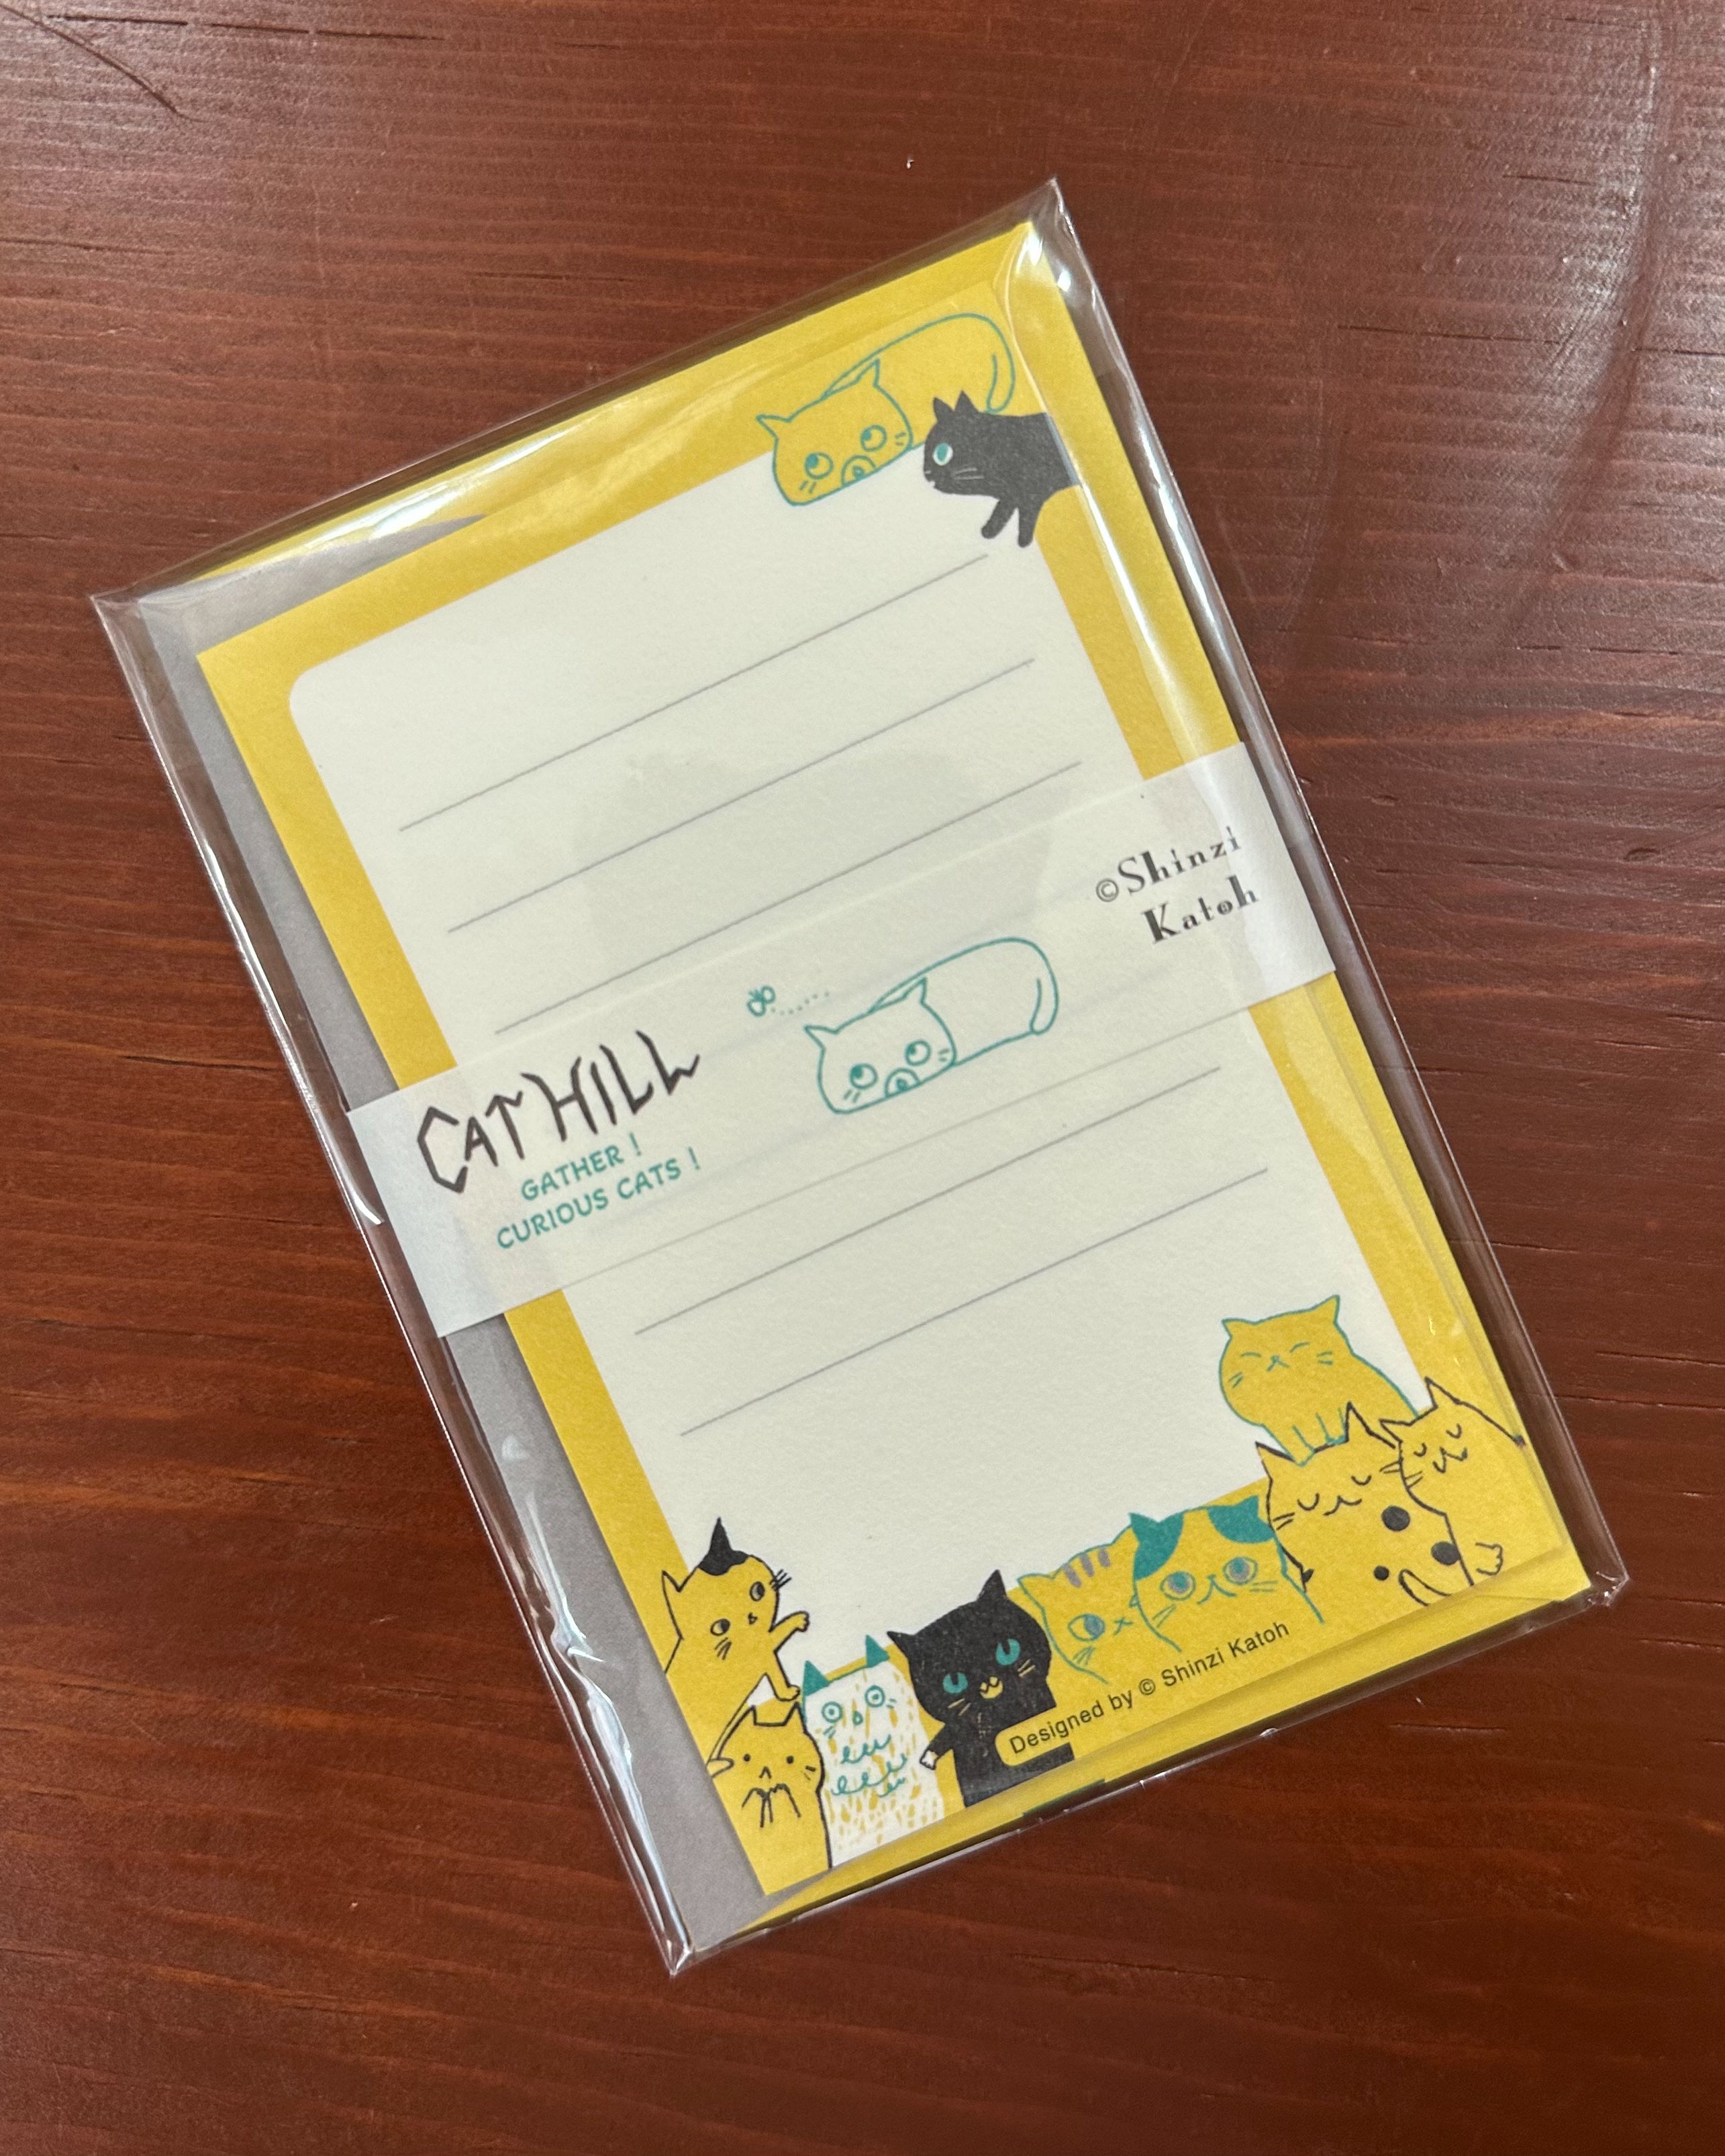 ©Shinzi
Katoh
CAT HILL
GATHER !
CURIOUS CATS !
Designed by © Shinzi Katoh